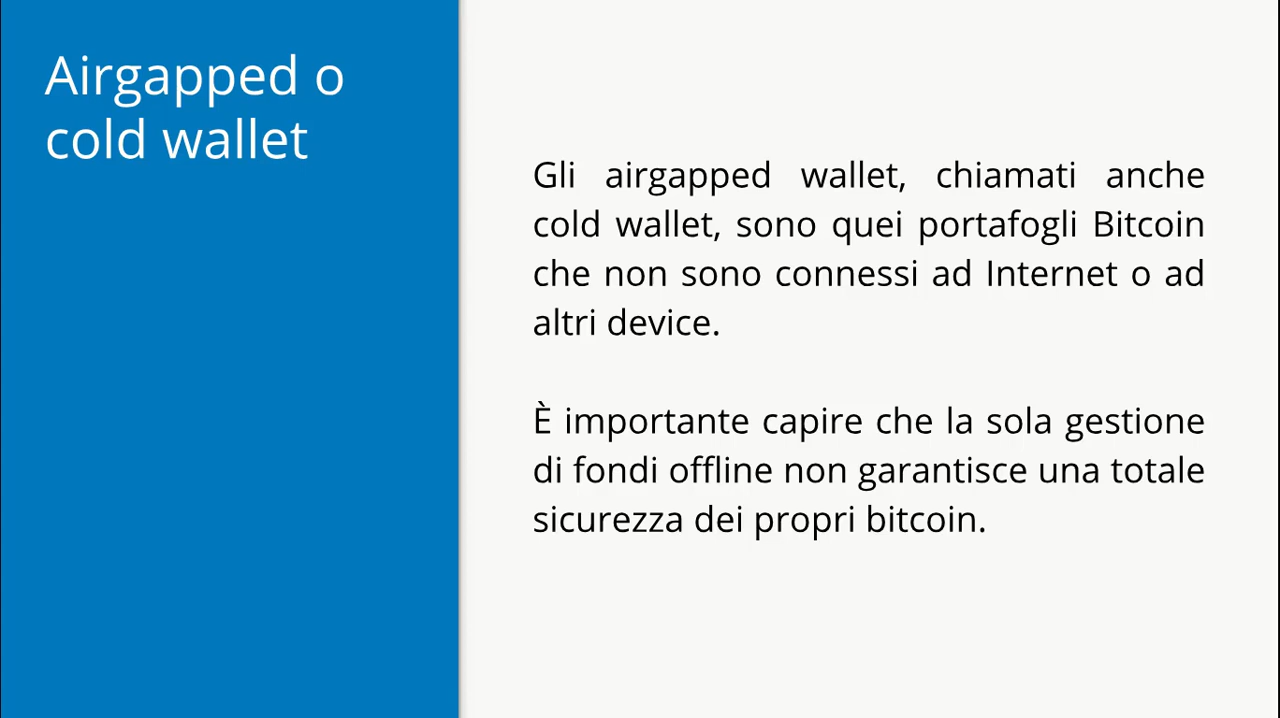 Airgapped o
cold wallet
Gli airgapped wallet, chiamati anche
cold wallet, sono quei portafogli Bitcoin
che non sono connessi ad Internet o ad
altri device.
È importante capire che la sola gestione
di fondi offline non garantisce una totale
sicurezza dei propri bitcoin.